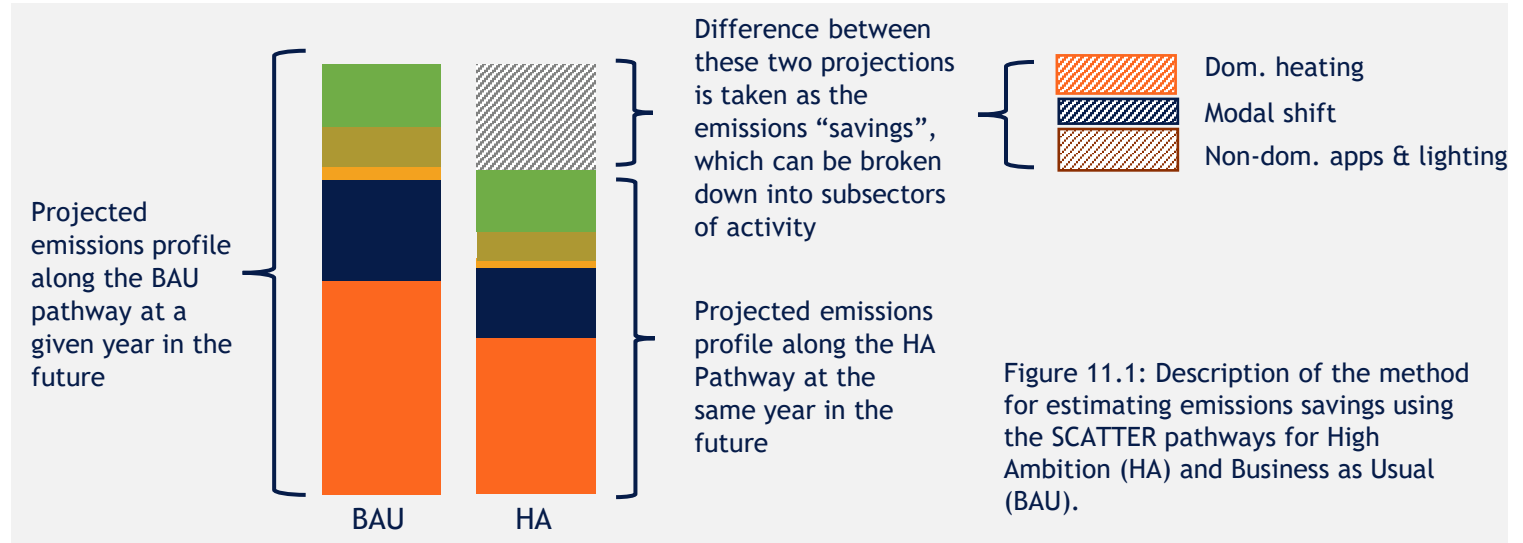 Projected
emissions profile
along the BAU
pathway at a
given year in the
future
BAU
HA
Difference between
these two projections
is taken as the
emissions “savings”,
which can be broken
down into subsectors
of activity
Projected emissions
profile along the HA
Pathway at the
same year in the
future
Dom. heating
Modal shift
Non-dom. apps & lighting
Figure 11.1: Description of the method
for estimating emissions savings using
the SCATTER pathways for High
Ambition (HA) and Business as Usual
(BAU).